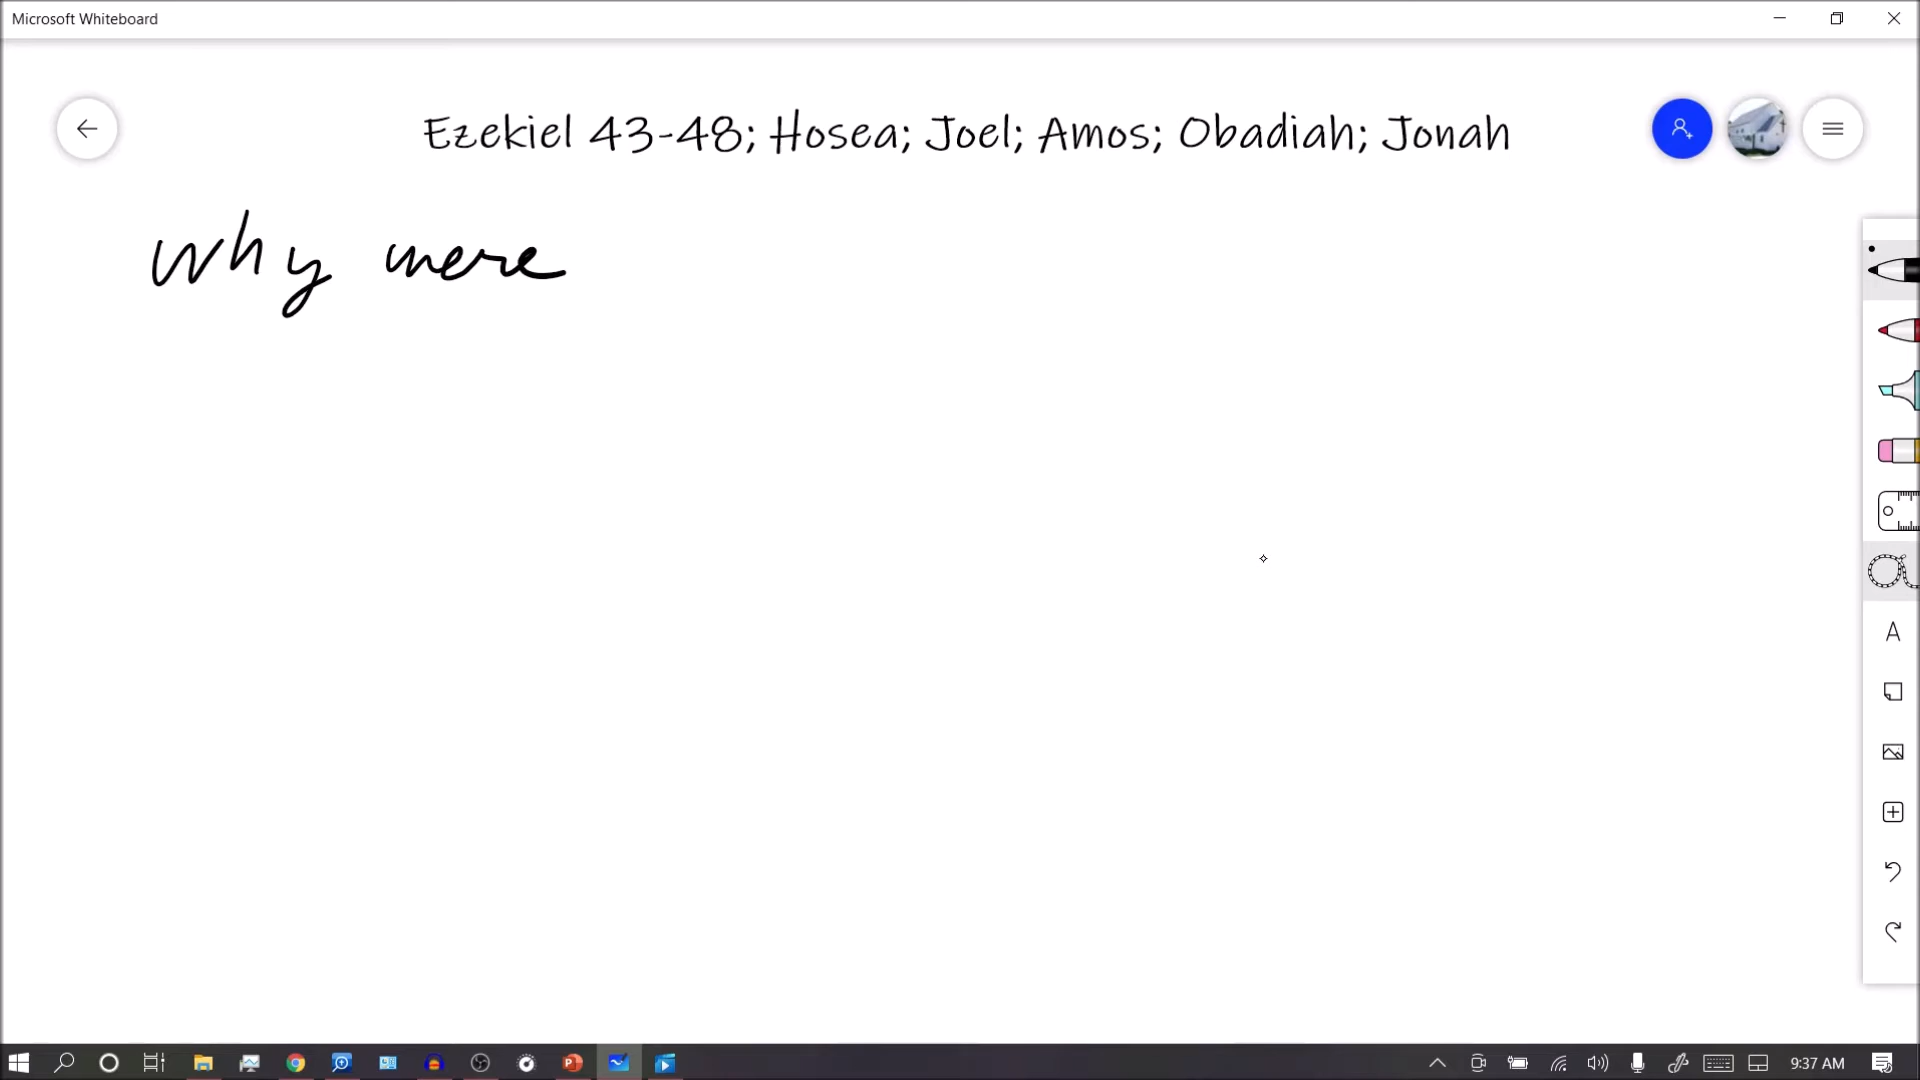 Microsoft Whiteboard
Ezekiel 43-48; Hosea; Joel; Amos; Obadiah; Jonah
Why were
9:37 AM